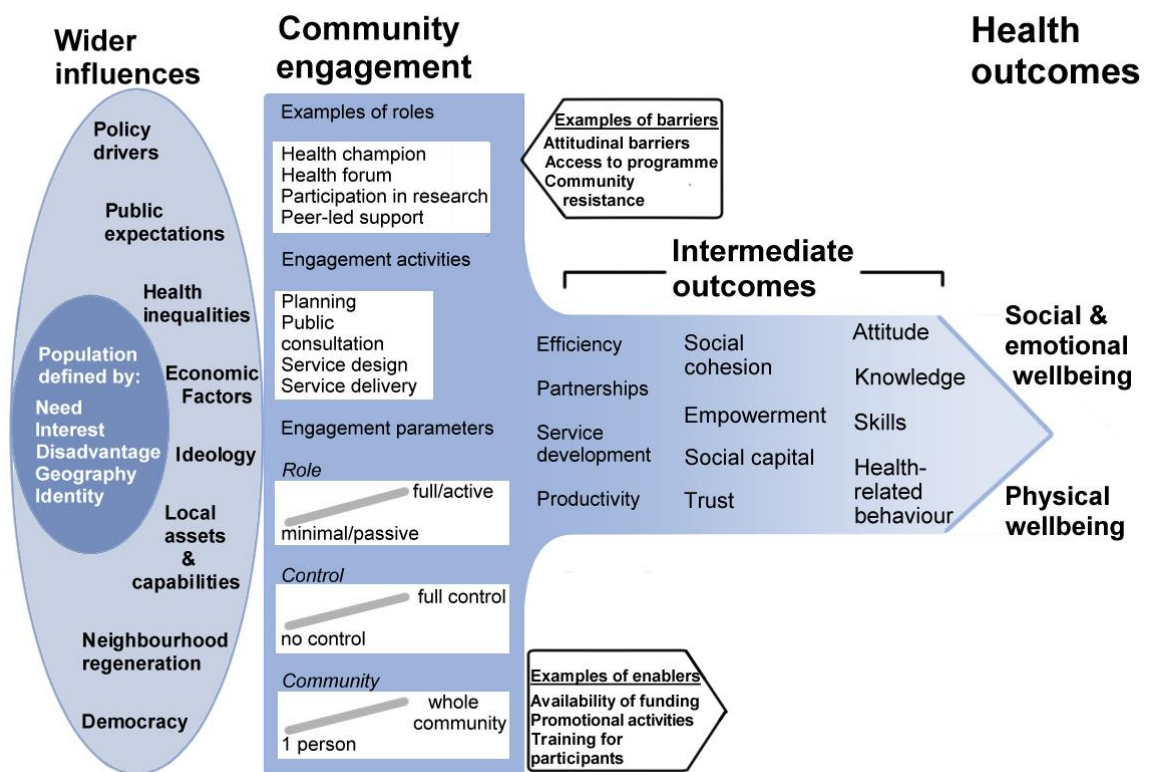 Wider
influences
Policy
drivers
Public
expectations
Health
inequalities
Economic
Factors
Ideology
Local
assets
&
capabilities
Neighbourhood
regeneration
Democracy
Population
defined by:
Need
Interest
Disadvantage
Geography
Identity
Community
engagement
Examples of roles
Health champion
Health forum
Participation in research
Peer-led support
Engagement activities
Planning
Public
consultation
Service design
Service delivery
Engagement parameters
Role
full/active
minimal/passive
Control
full control
no control
Community
whole
community
1 person
Examples of barriers
Attitudinal barriers
Access to programme
Community
resistance
Intermediate
outcomes
Efficiency
Partnerships
Service
development
Productivity
Social
cohesion
Empowerment
Social capital
Trust
Attitude
Knowledge
Skills
Health-
related
behaviour
Examples of enablers
Availability of funding
Promotional activities
Training for
participants
Health
outcomes
Social &
emotional
wellbeing
Physical
wellbeing